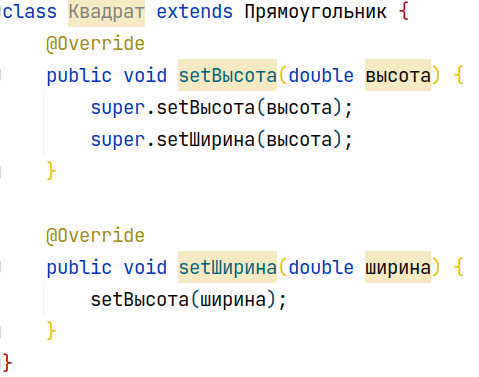 class Квадрат extends Прямоугольник {
@Override
public void setВысота(double высота) {
super.setВысота(высота);
super.setШирина(высота);
}
@Override
public void setШирина(double ширина) {
setВысота(ширина);
}
}